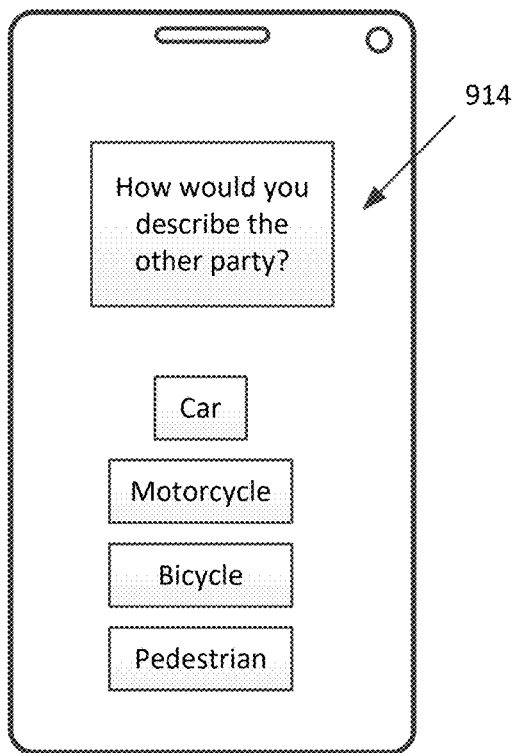 914
How would you
describe the
other party?
Car
Motorcycle
Bicycle
Pedestrian